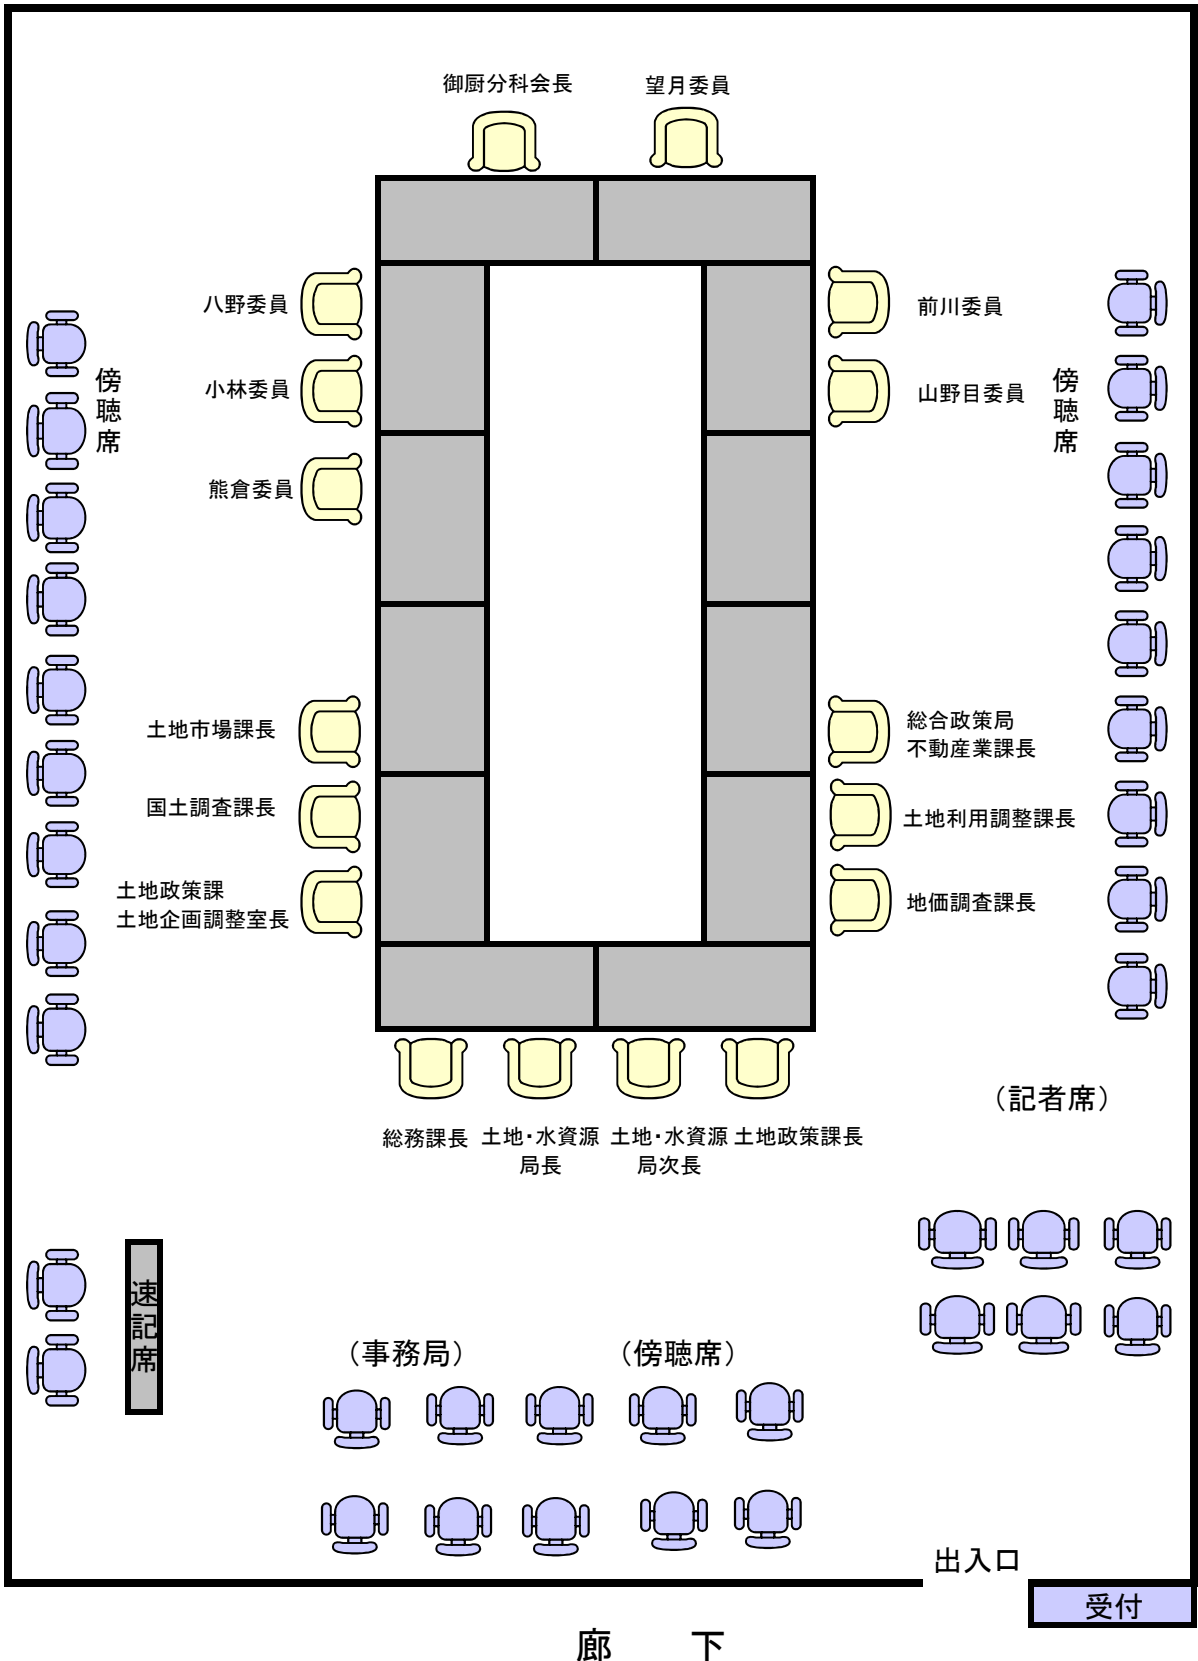 御厨分科会長
望月委員
八野委員
前川委員
傍聴席
小林委員
山野目委員
傍聴席
熊倉委員
土地市場課長
総合政策局
不動産業課長
国土調査課長
土地利用調整課長
土地政策課
土地企画調整室長
地価調査課長
（記者席）
総務課長
土地・水資源
局長
土地・水資源
局次長
土地政策課長
速記席
（事務局）
（傍聴席）
出入口
受付
廊 下